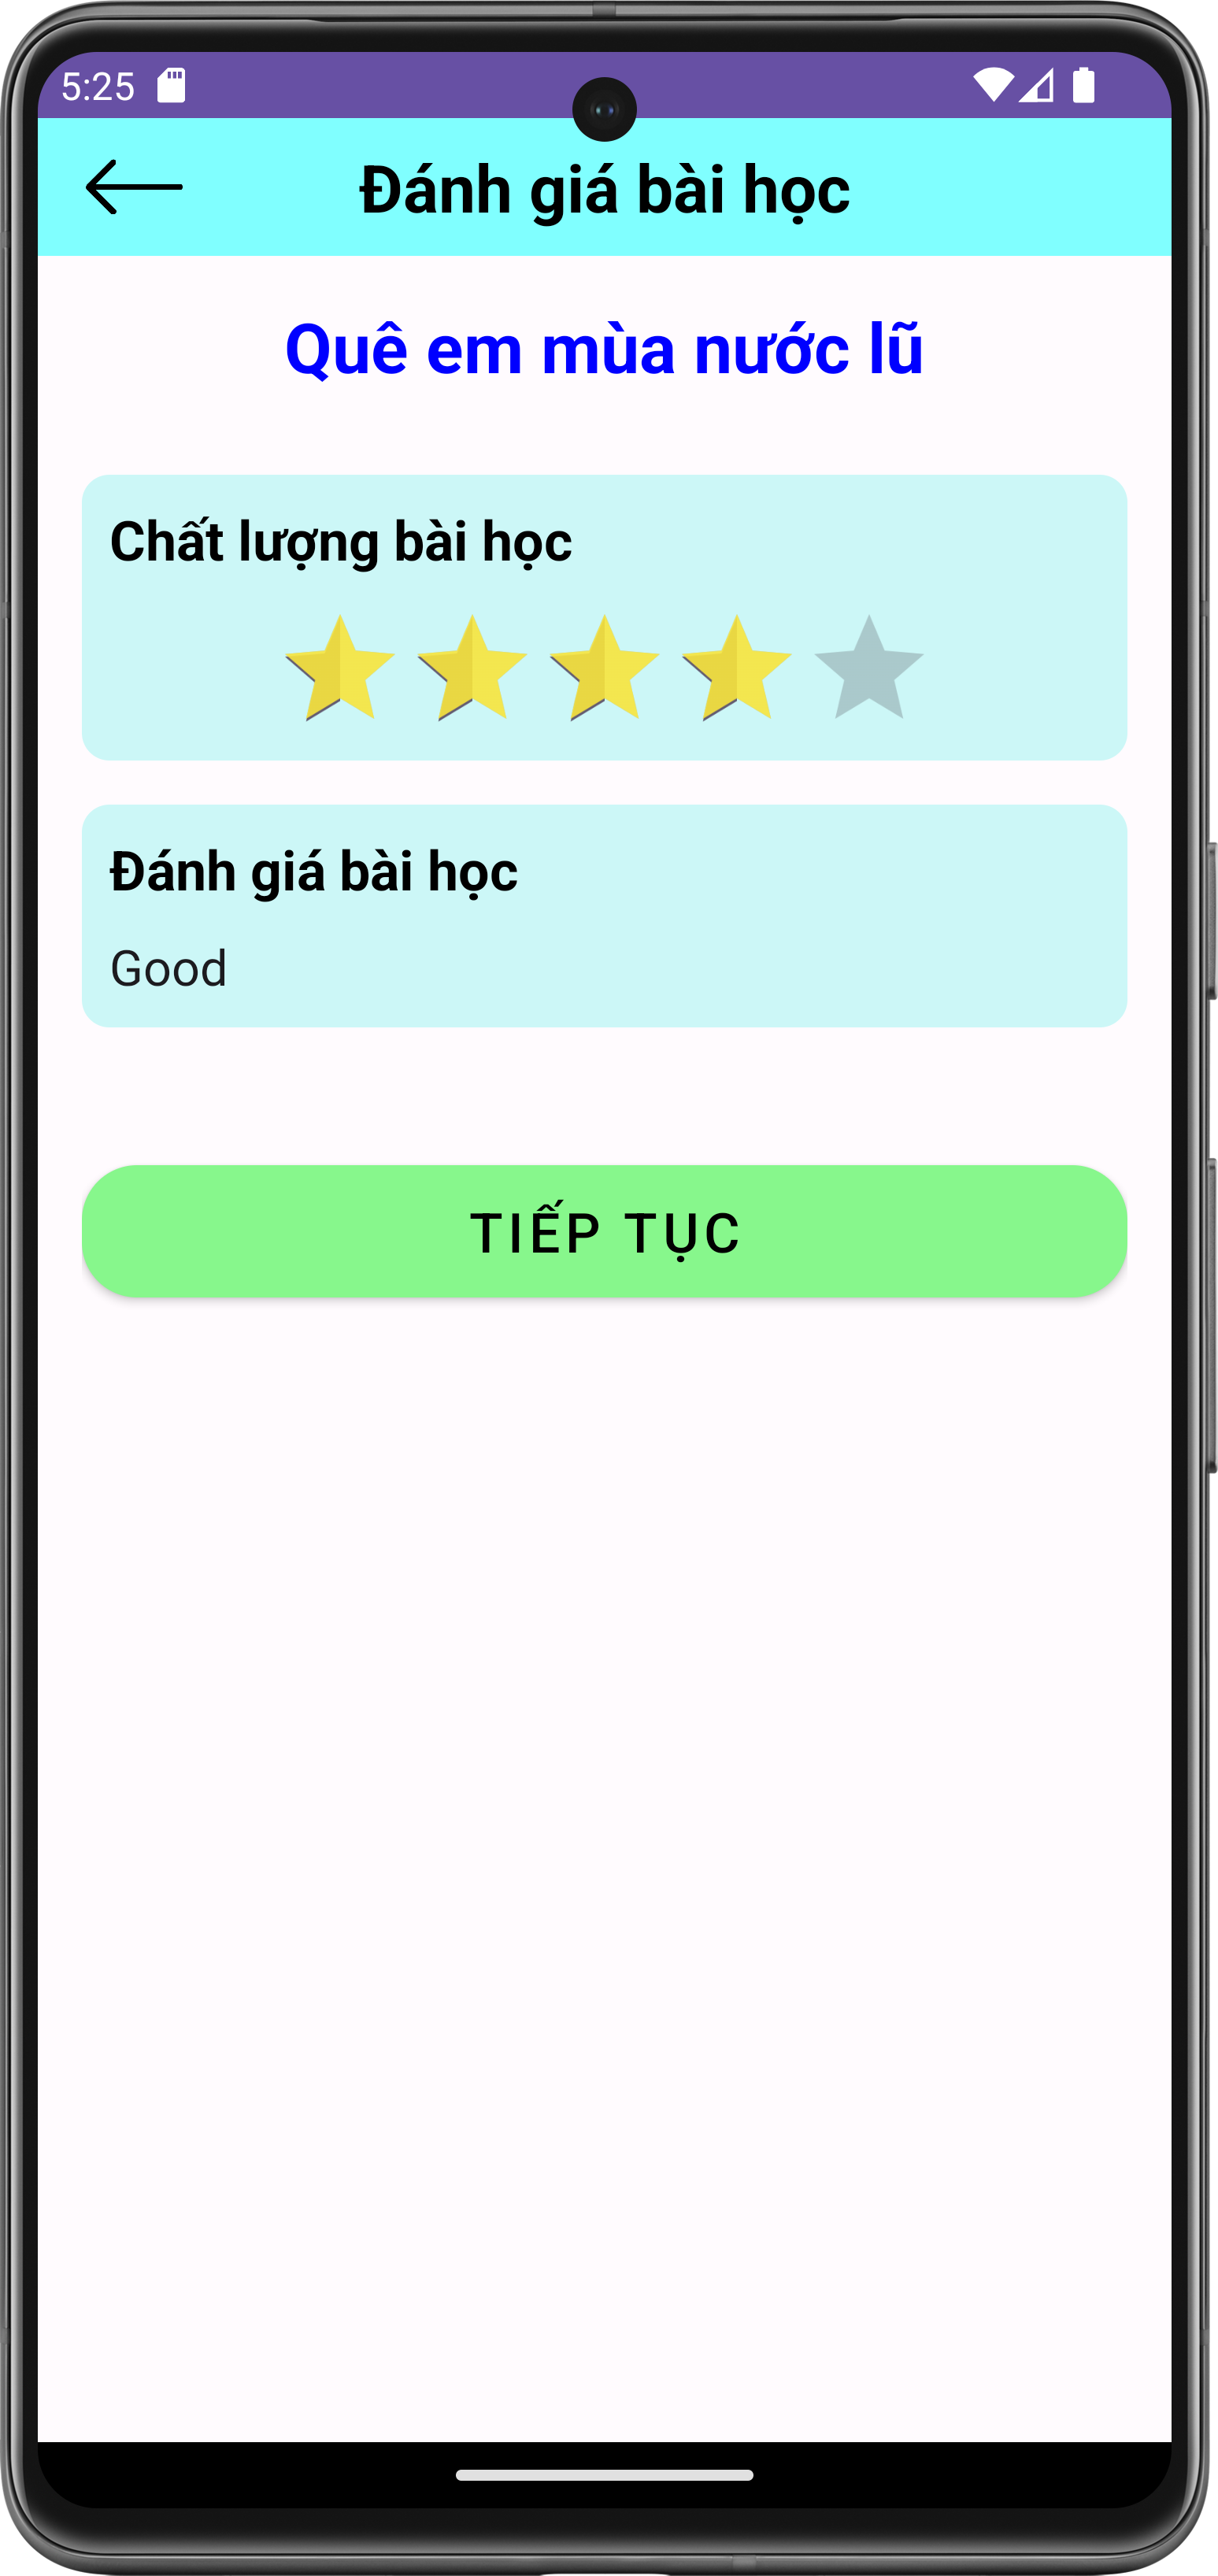 5:25
Đánh giá bài học
Quê em mùa nước lũ
Chất lượng bài học
Đánh giá bài học
Good
TIẾP TỤC